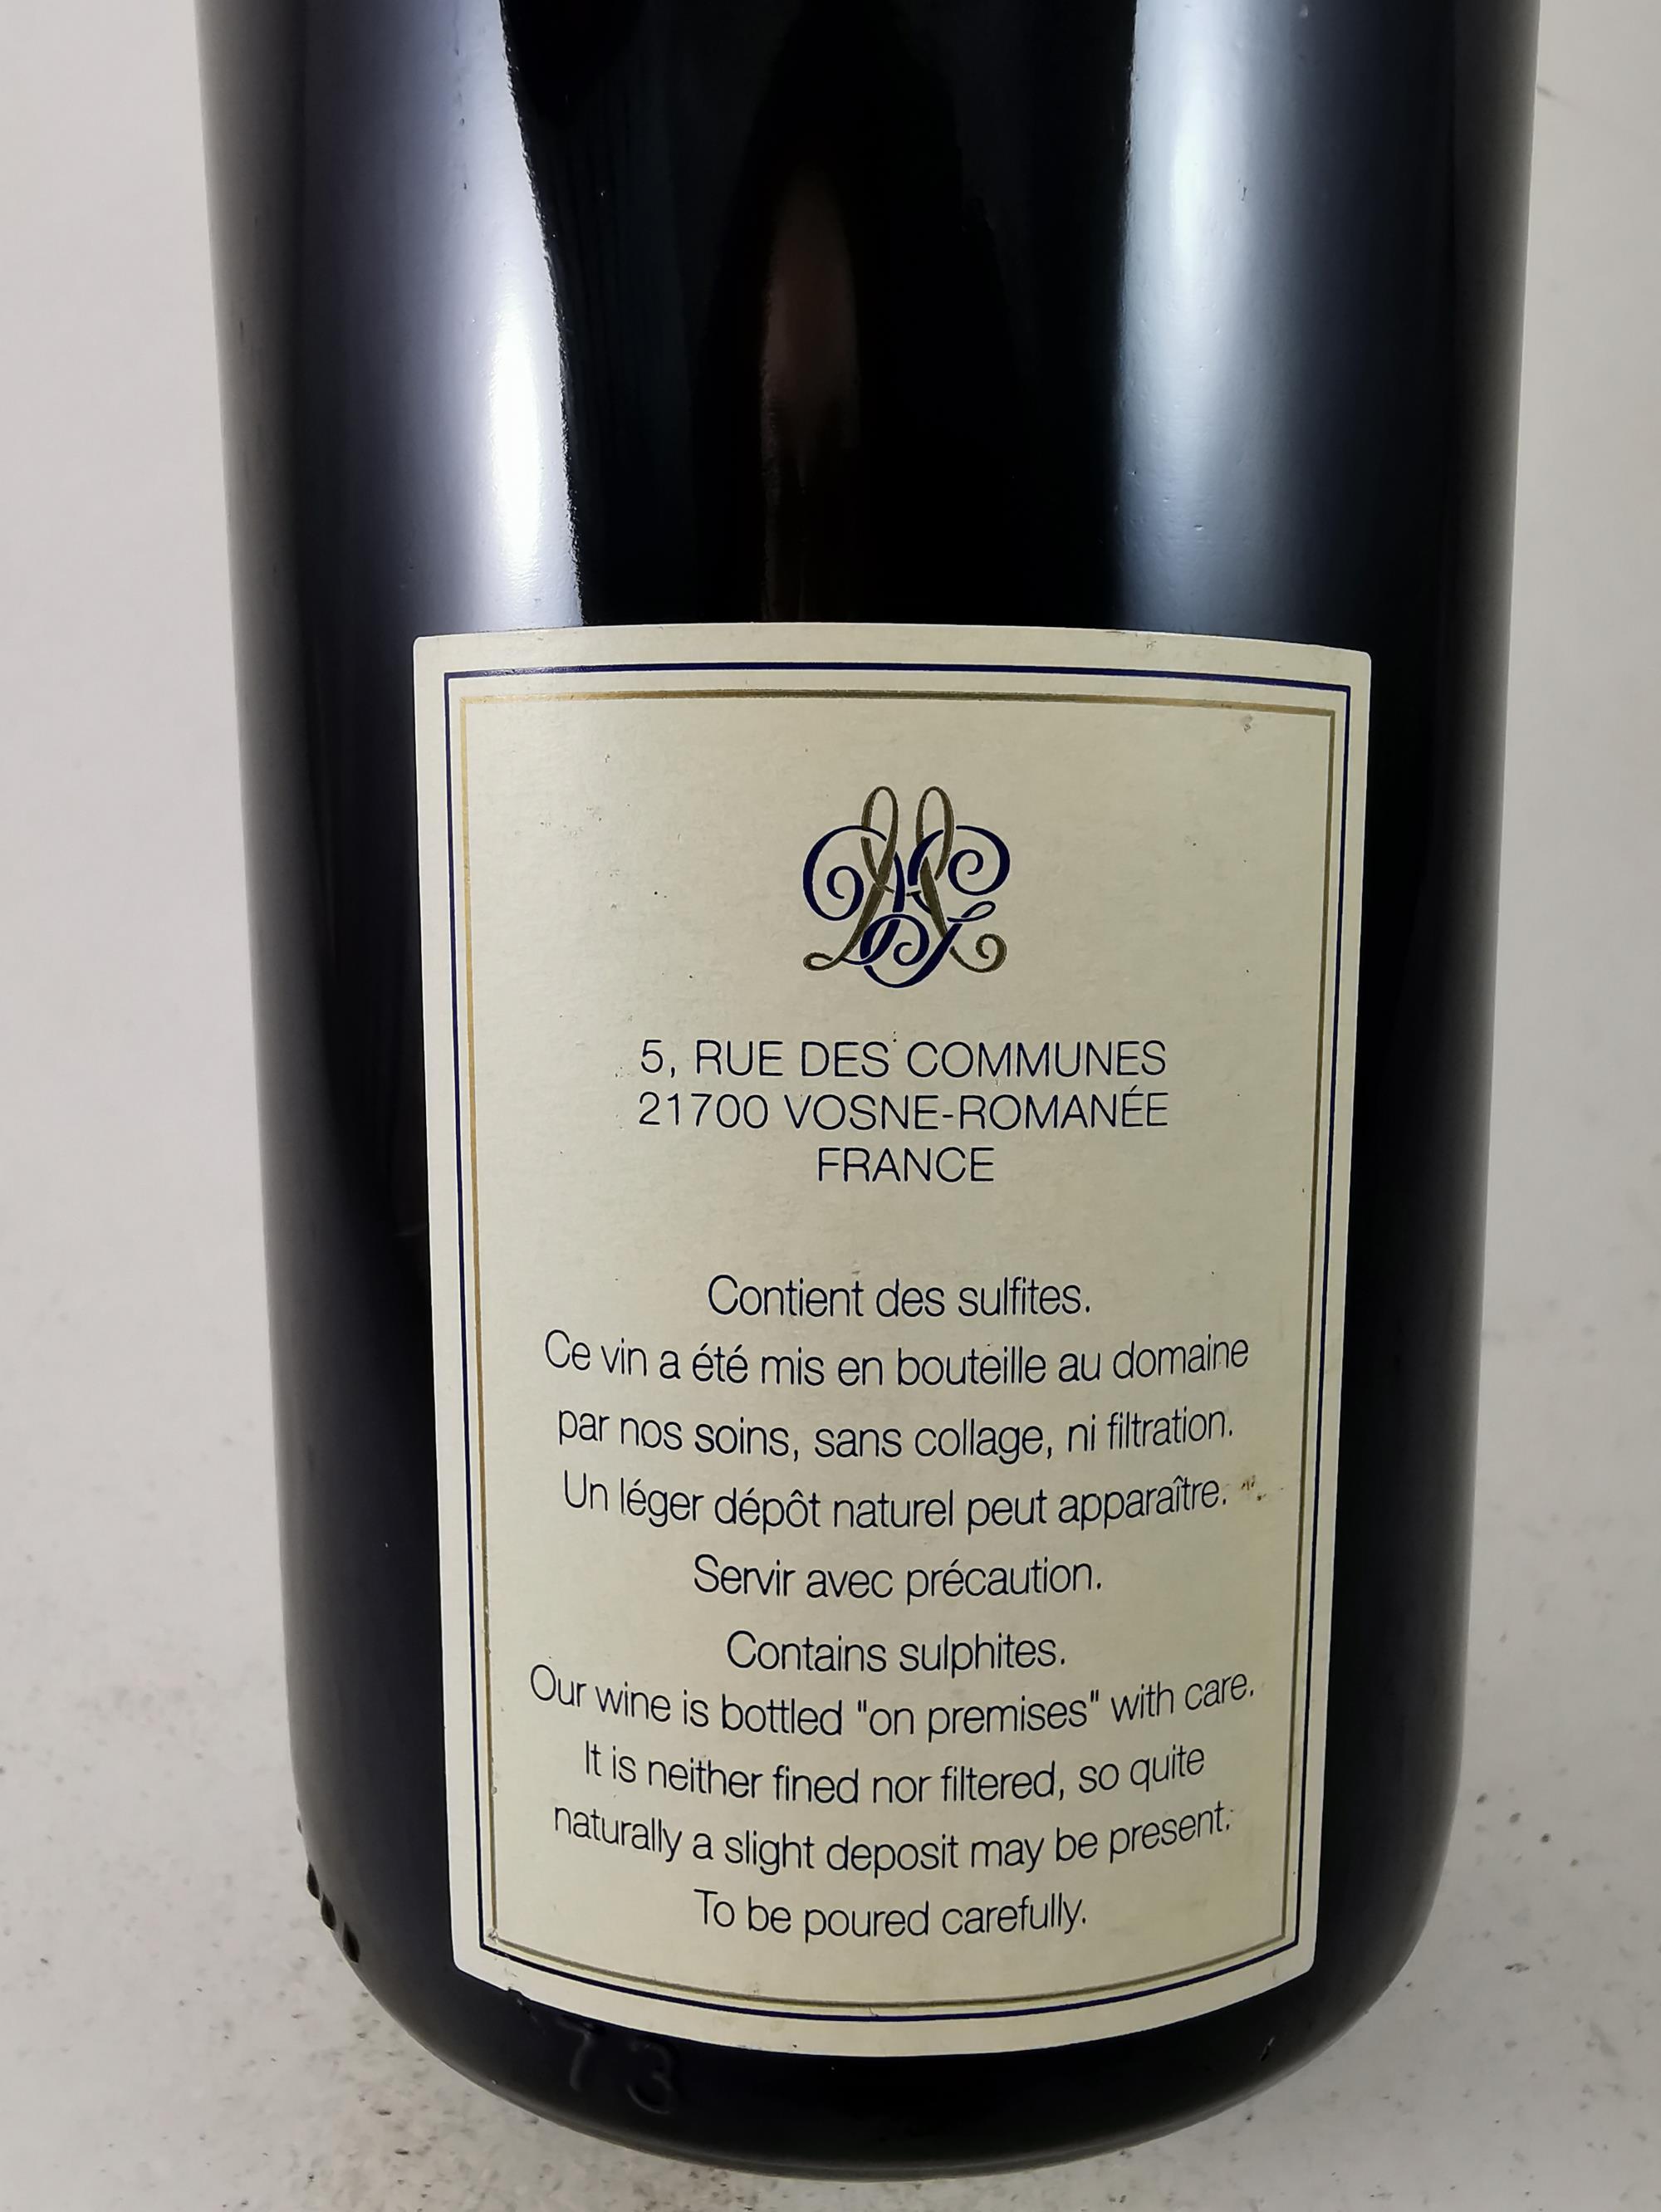 5, RUE DES COMMUNES
21700 VOSNE-ROMANÉE
FRANCE
Contient des sulfites.
Ce vin a été mis en bouteille au domaine
par nos soins, sans collage, ni filtration.
Un léger dépôt naturel peut apparaître.
Servir avec précaution.
Contains sulphites.
Our wine is bottled "on premises" with care.
It is neither fined nor filtered, so quite
naturally a slight deposit may be present.
To be poured carefully.
73